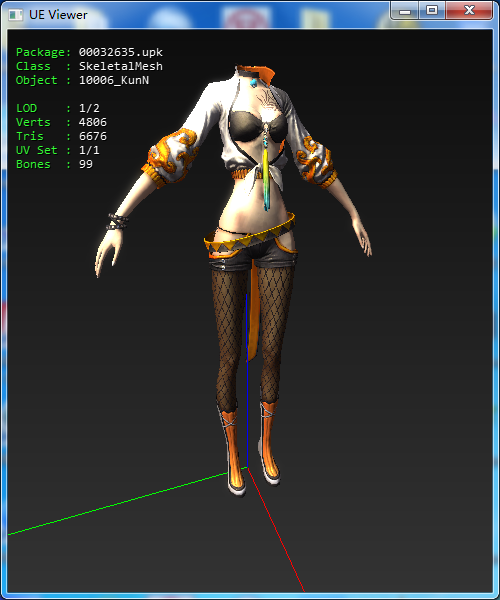 UE Viewer
Package: 00032635.upk
Class : SkeletalMesh
Object : 10006_KunN
LOD : 1/2
Verts : 4806
Tris : 6676
UV Set : 1/1
Bones : 99